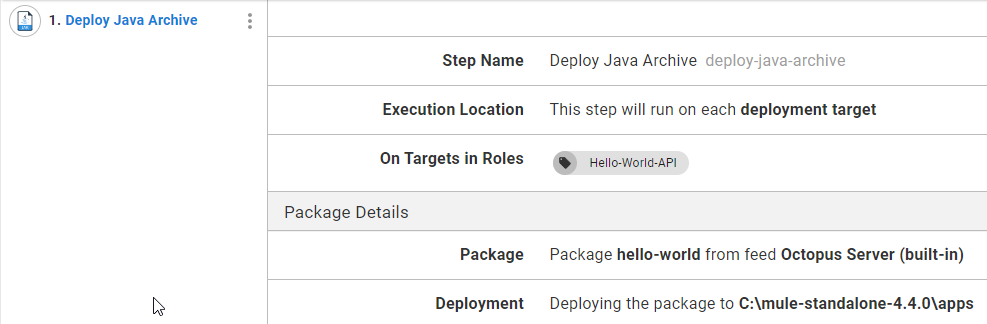 1. Deploy Java Archive
Step Name Deploy Java Archive deploy-java-archive
Execution Location This step will run on each deployment target
On Targets in Roles Hello-World-API
Package Details
Package Package hello-world from feed Octopus Server (built-in)
Deployment Deploying the package to C:\mule-standalone-4.4.0\apps